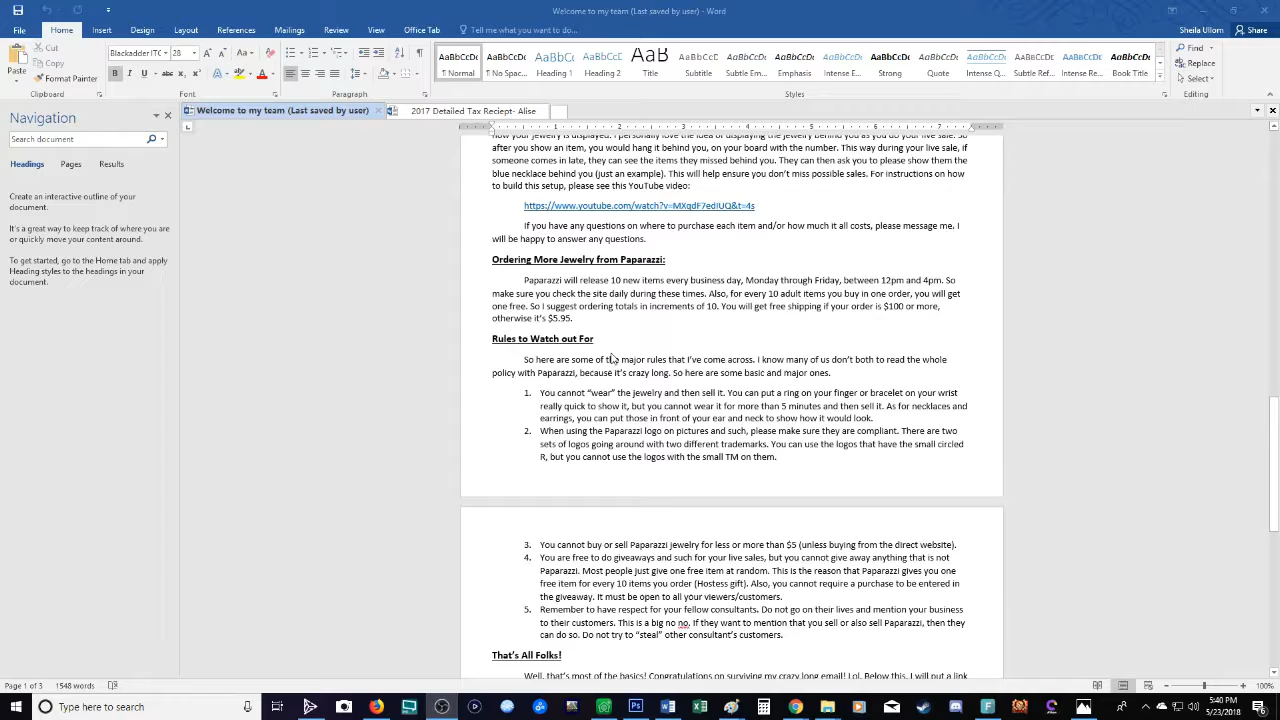 Welcome to my team (Last saved by user) - Word
File Home Insert Design Layout References Mailings Review View Office Tab Tell me what you want to do...
Sheila Ullom Share
Paste
Cut
Copy
Format Painter
Clipboard
Blackadder ITC 28
Font
Paragraph
AaBbCcDc AaBbCcDc AaBbCc AaBbCcE AaB AaBbCcD AaBbCcDc AaBbCcDc AaBbCcDc AaBbCcDc AaBbCcDc AaBbCcDc AaBbCcDc AaBbCcDc AaBbCcDc
¶ Normal ¶ No Spac... Heading 1 Heading 2 Title Subtitle Subtle Em... Emphasis Intense E... Strong Quote Intense Q... Subtle Ref... Intense Re... Book Title
Styles
Find
Replace
Select
Editing
Welcome to my team (Last saved by user)
2017 Detailed Tax Reciept- Alise
Navigation
Search document
Headings Pages Results
Create an interactive outline of your
document.
It's a great way to keep track of where you are
or quickly move your content around.
To get started, go to the Home tab and apply
Heading styles to the headings in your
document.
how your jewelry is displayed. I personally love the idea of displaying the jewelry behind you as you do your live sale. So
after you show an item, you would hang it behind you, on your board with the number. This way during your live sale, if
someone comes in late, they can see the items they missed behind you. They can then ask you to please show them the
blue necklace behind you (just an example). This will help ensure you don't miss possible sales. For instructions on how
to build this setup, please see this YouTube video:
https://www.youtube.com/watch?v=MXqdF7edIUQ&t=4s
If you have any questions on where to purchase each item and/or how much it all costs, please message me. I
will be happy to answer any questions.
Ordering More Jewelry from Paparazzi:
Paparazzi will release 10 new items every business day, Monday through Friday, between 12pm and 4pm. So
make sure you check the site daily during these times. Also, for every 10 adult items you buy in one order, you will get
one free. So I suggest ordering totals in increments of 10. You will get free shipping if your order is $100 or more,
otherwise it's $5.95.
Rules to Watch out For
So here are some of the major rules that I've come across. I know many of us don't both to read the whole
policy with Paparazzi, because it's crazy long. So here are some basic and major ones.
1. You cannot "wear" the jewelry and then sell it. You can put a ring on your finger or bracelet on your wrist
really quick to show it, but you cannot wear it for more than 5 minutes and then sell it. As for necklaces and
earrings, you can put those in front of your ear and neck to show how it would look.
2. When using the Paparazzi logo on pictures and such, please make sure they are compliant. There are two
sets of logos going around with two different trademarks. You can use the logos that have the small circled
R, but you cannot use the logos with the small TM on them.
3. You cannot buy or sell Paparazzi jewelry for less or more than $5 (unless buying from the direct website).
4. You are free to do giveaways and such for your live sales, but you cannot give away anything that is not
Paparazzi. Most people just give one free item at random. This is the reason that Paparazzi gives you one
free item for every 10 items you order (Hostess gift). Also, you cannot require a purchase to be entered in
the giveaway. It must be open to all your viewers/customers.
5. Remember to have respect for your fellow consultants. Do not go on their lives and mention your business
to their customers. This is a big no no. If they want to mention that you sell or also sell Paparazzi, then they
can do so. Do not try to "steal" other consultant's customers.
That's All Folks!
Well, that's most of the basics! Congratulations on surviving my crazy long email! Lol. Below this, I will put a link
Page 1 of 3 1548 words
100%
Type here to search
5:40 PM
5/23/2018